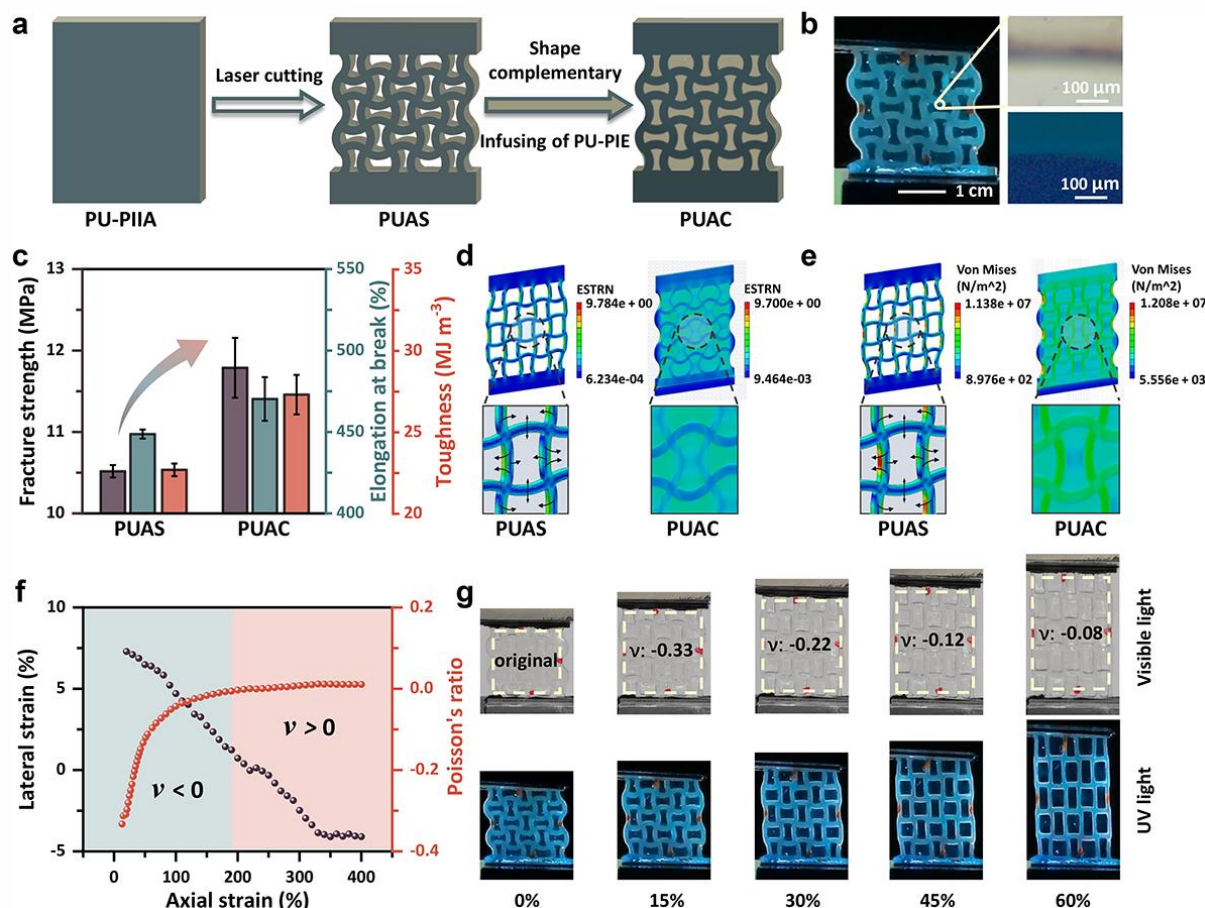 a
Laser cutting
Shape
complementary
Infusing of PU-PIE
PU-PIIA
PUAS
PUAC
b
100 μm
100 μm
1 cm
c
Fracture strength (MPa)
13
12
11
10
PUAS
PUAC
550
500
450
400
Elongation at break (%)
35
30
25
20
Toughness (MJ m⁻³)
d
ESTRN
9.784e + 00
6.234e-04
ESTRN
9.700e + 00
9.464e-03
PUAS
PUAC
e
Von Mises
(N/m^2)
1.138e + 07
8.976e + 02
Von Mises
(N/m^2)
1.208e + 07
5.556e + 03
PUAS
PUAC
f
Lateral strain (%)
10
5
0
-5
ν < 0
ν > 0
0.2
0.0
-0.2
-0.4
Poisson's ratio
0
100
200
300
400
Axial strain (%)
g
original
ν: -0.33
ν: -0.22
ν: -0.12
ν: -0.08
Visible light
UV light
0%
15%
30%
45%
60%